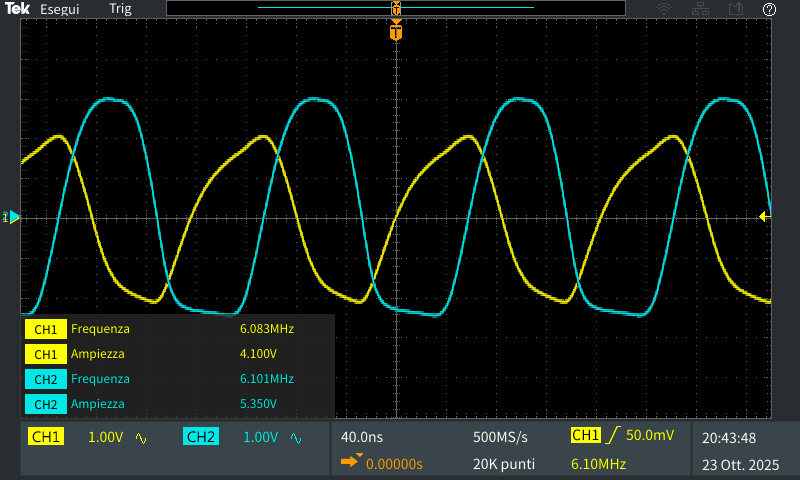 Tek Esegui Trig
T
T
CH1 Frequenza 6.083MHz
CH1 Ampiezza 4.100V
CH2 Frequenza 6.101MHz
CH2 Ampiezza 5.350V
CH1 1.00V CH2 1.00V 40.0ns 500MS/s CH1 50.0mV 20:43:48
0.00000s 20K punti 6.10MHz 23 Ott. 2025